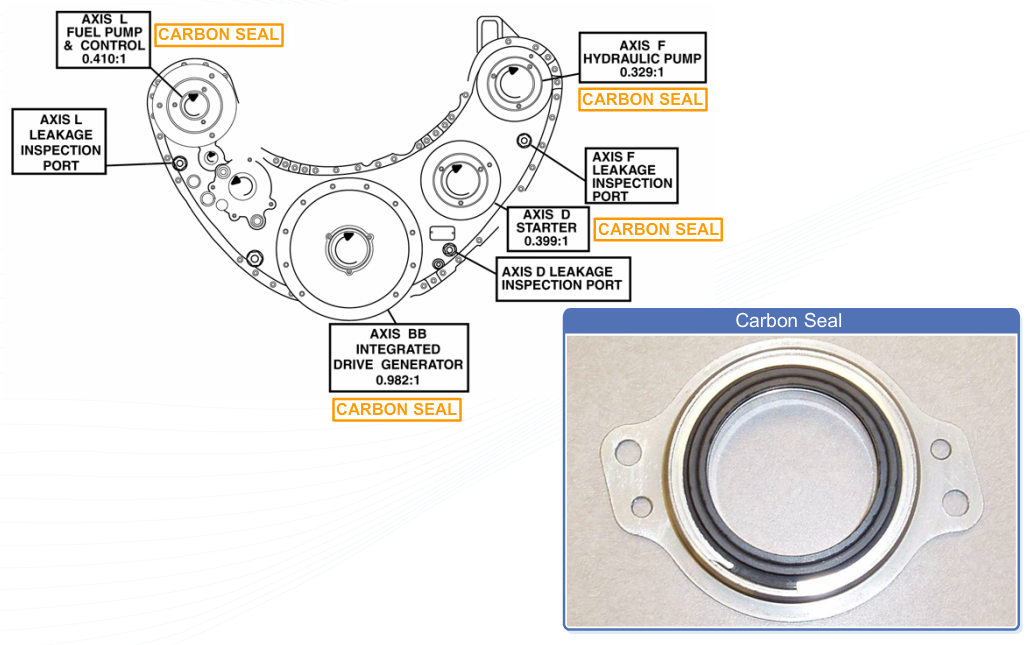 AXIS L
FUEL PUMP
& CONTROL
0.410:1
CARBON SEAL
AXIS F
HYDRAULIC PUMP
0.329:1
CARBON SEAL
AXIS L
LEAKAGE
INSPECTION
PORT
AXIS F
LEAKAGE
INSPECTION
PORT
AXIS D
STARTER
0.399:1
CARBON SEAL
AXIS D LEAKAGE
INSPECTION PORT
AXIS BB
INTEGRATED
DRIVE GENERATOR
0.982:1
CARBON SEAL
Carbon Seal